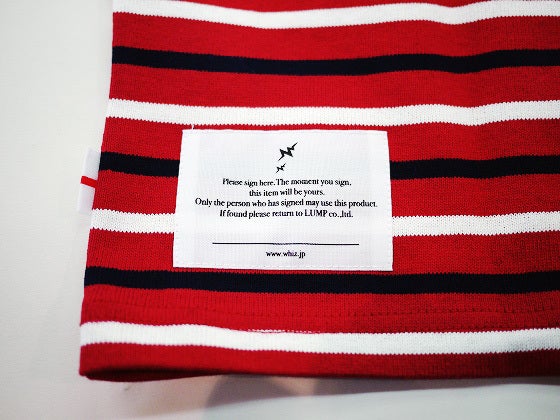 Please sign here. The moment you sign,
this item will be yours.
Only the person who has signed may use this product.
If found please return to LUMP co.,ltd.
www.whiz.jp